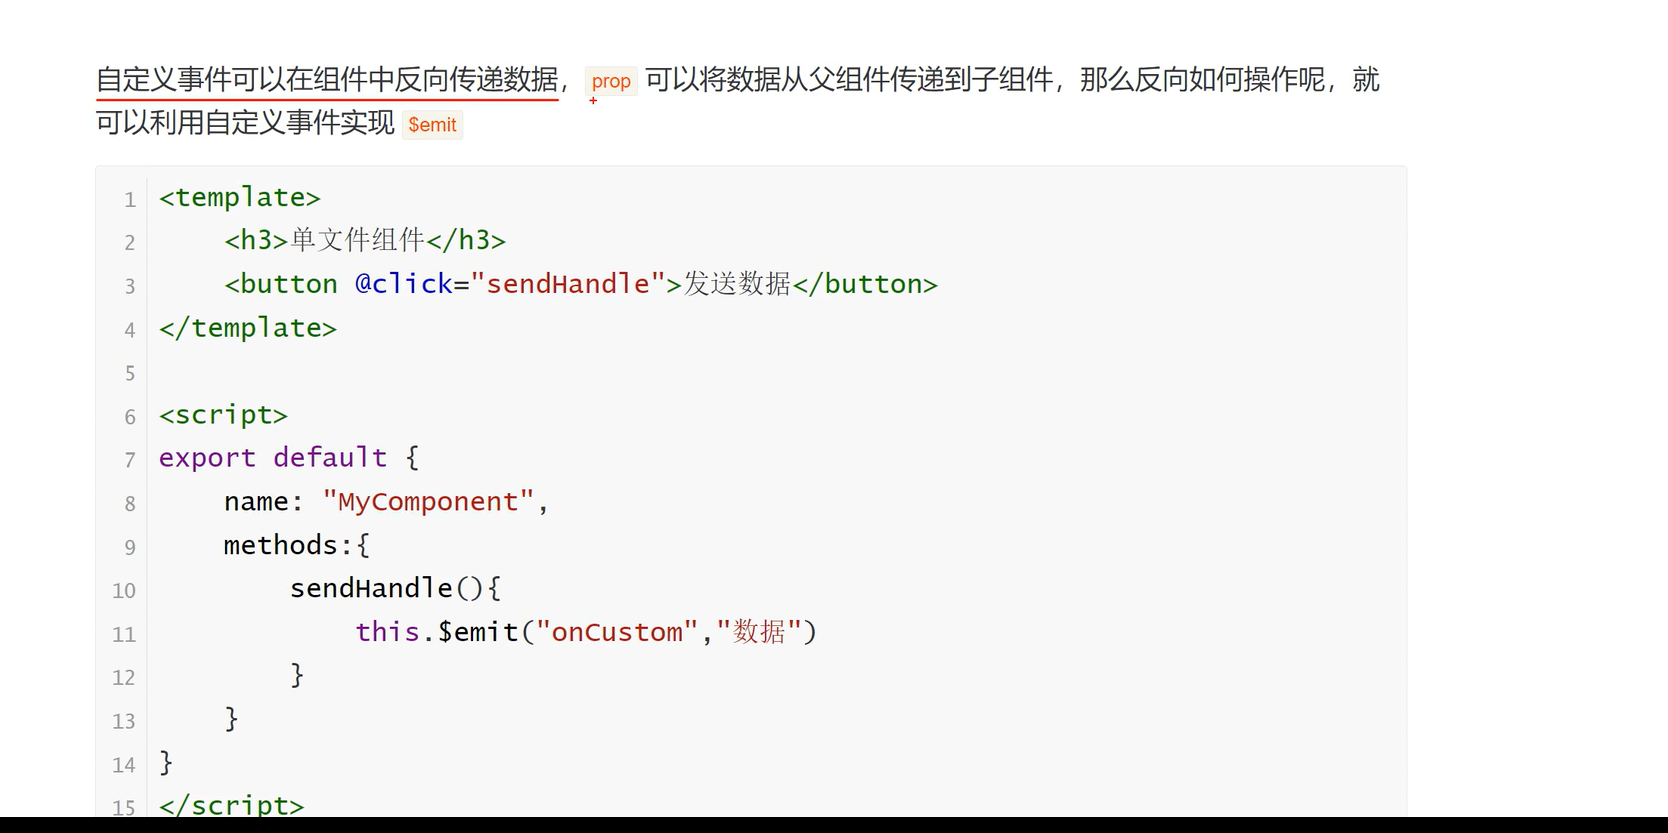 自定义事件可以在组件中反向传递数据， prop 可以将数据从父组件传递到子组件，那么反向如何操作呢，就
可以利用自定义事件实现 $emit
1 <template>
2     <h3>单文件组件</h3>
3     <button @click="sendHandle">发送数据</button>
4 </template>
5
6 <script>
7 export default {
8     name: "MyComponent",
9     methods:{
10         sendHandle(){
11             this.$emit("onCustom","数据")
12         }
13     }
14 }
15 </script>